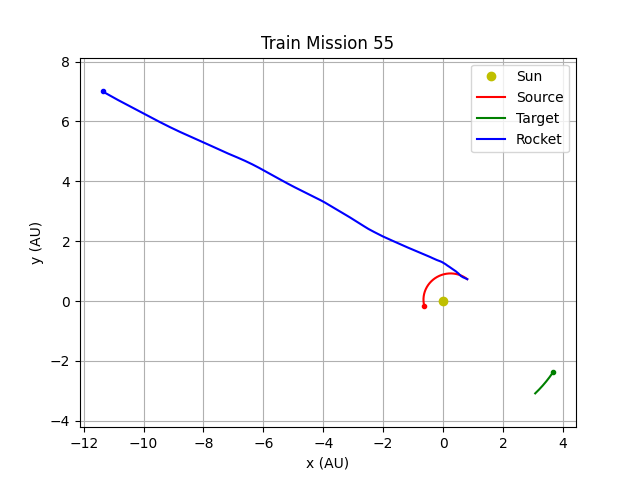 Train Mission 55
Sun
Source
Target
Rocket
8
6
4
2
0
−2
−4
y (AU)
−12 −10 −8 −6 −4 −2 0 2 4
x (AU)